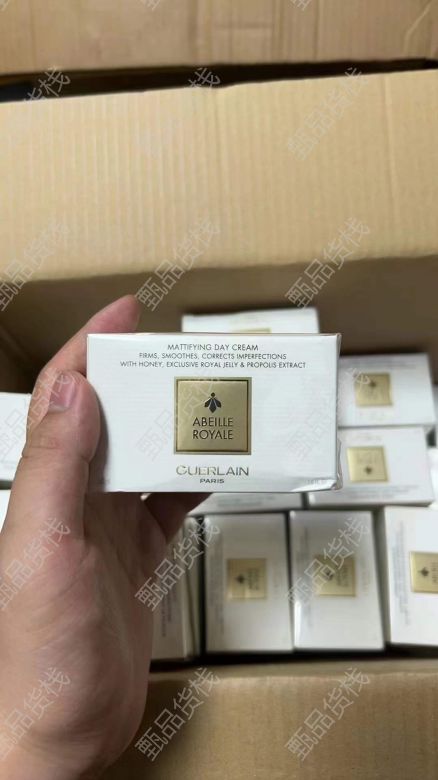 MATTIFYING DAY CREAM
FIRMS, SMOOTHES, CORRECTS IMPERFECTIONS
WITH HONEY, EXCLUSIVE ROYAL JELLY & PROPOLIS EXTRACT
ABEILLE
ROYALE
GUERLAIN
PARIS
甄品货栈